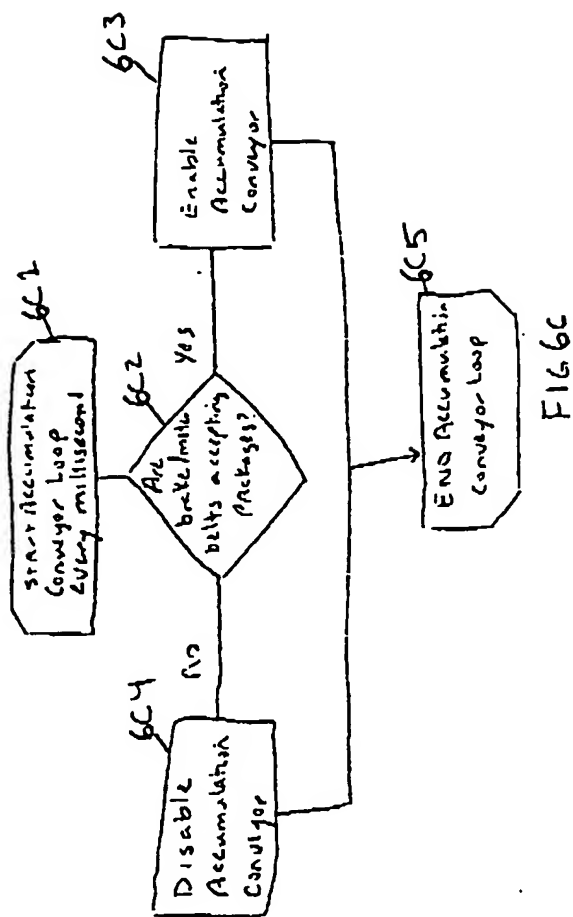 6C1
START Accumulation
Conveyor Loop
Every millisecond
6C2
Are
brake/meter
belts accepting
packages?
Yes
No
6C3
Enable
Accumulation
Conveyor
6C4
Disable
Accumulation
Conveyor
6C5
END Accumulation
Conveyor Loop
FIG 6C